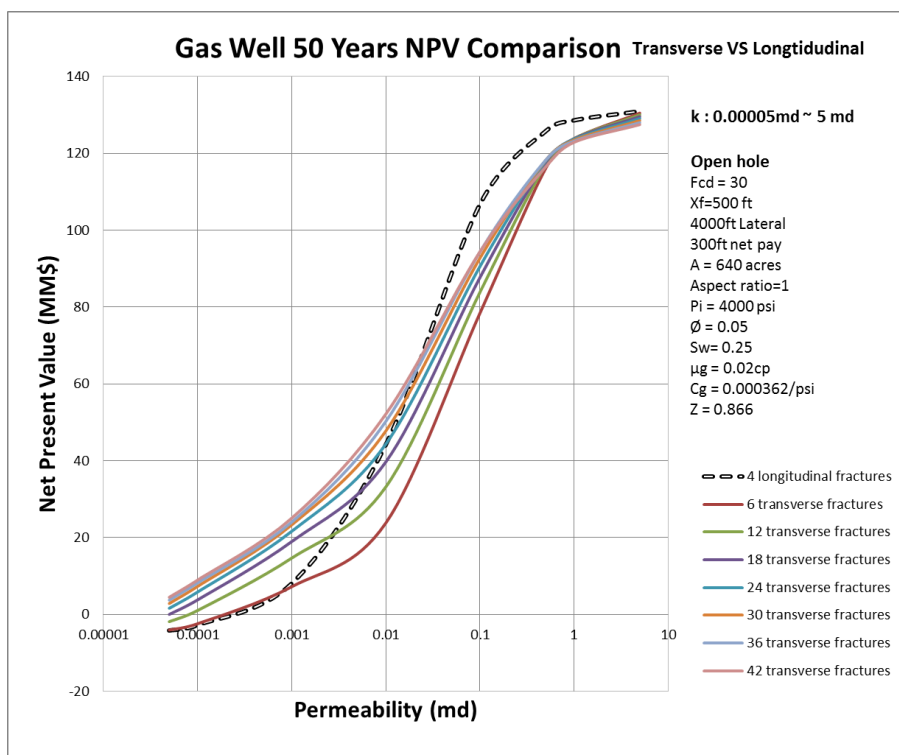 Gas Well 50 Years NPV Comparison Transverse VS Longtidudinal
140
120
100
80
60
40
20
0
-20
Net Present Value (MM$)
0.00001
0.0001
0.001
0.01
0.1
1
10
Permeability (md)
k : 0.00005md ~ 5 md
Open hole
Fcd = 30
Xf=500 ft
4000ft Lateral
300ft net pay
A = 640 acres
Aspect ratio=1
Pi = 4000 psi
Ø = 0.05
Sw= 0.25
µg = 0.02cp
Cg = 0.000362/psi
Z = 0.866
4 longitudinal fractures
6 transverse fractures
12 transverse fractures
18 transverse fractures
24 transverse fractures
30 transverse fractures
36 transverse fractures
42 transverse fractures